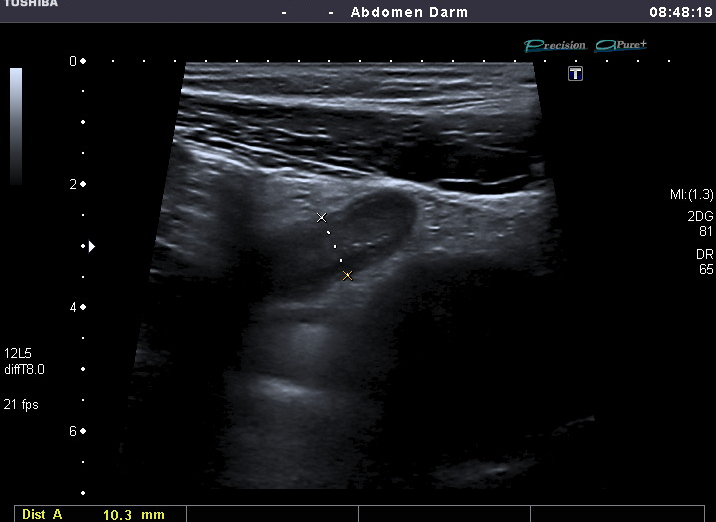 TOSHIBA
- - Abdomen Darm 08:48:19
Precision APure+
0
T
2
MI:(1.3)
2DG
81
DR
65
4
12L5
diffT8.0
21 fps
6
Dist A 10.3 mm